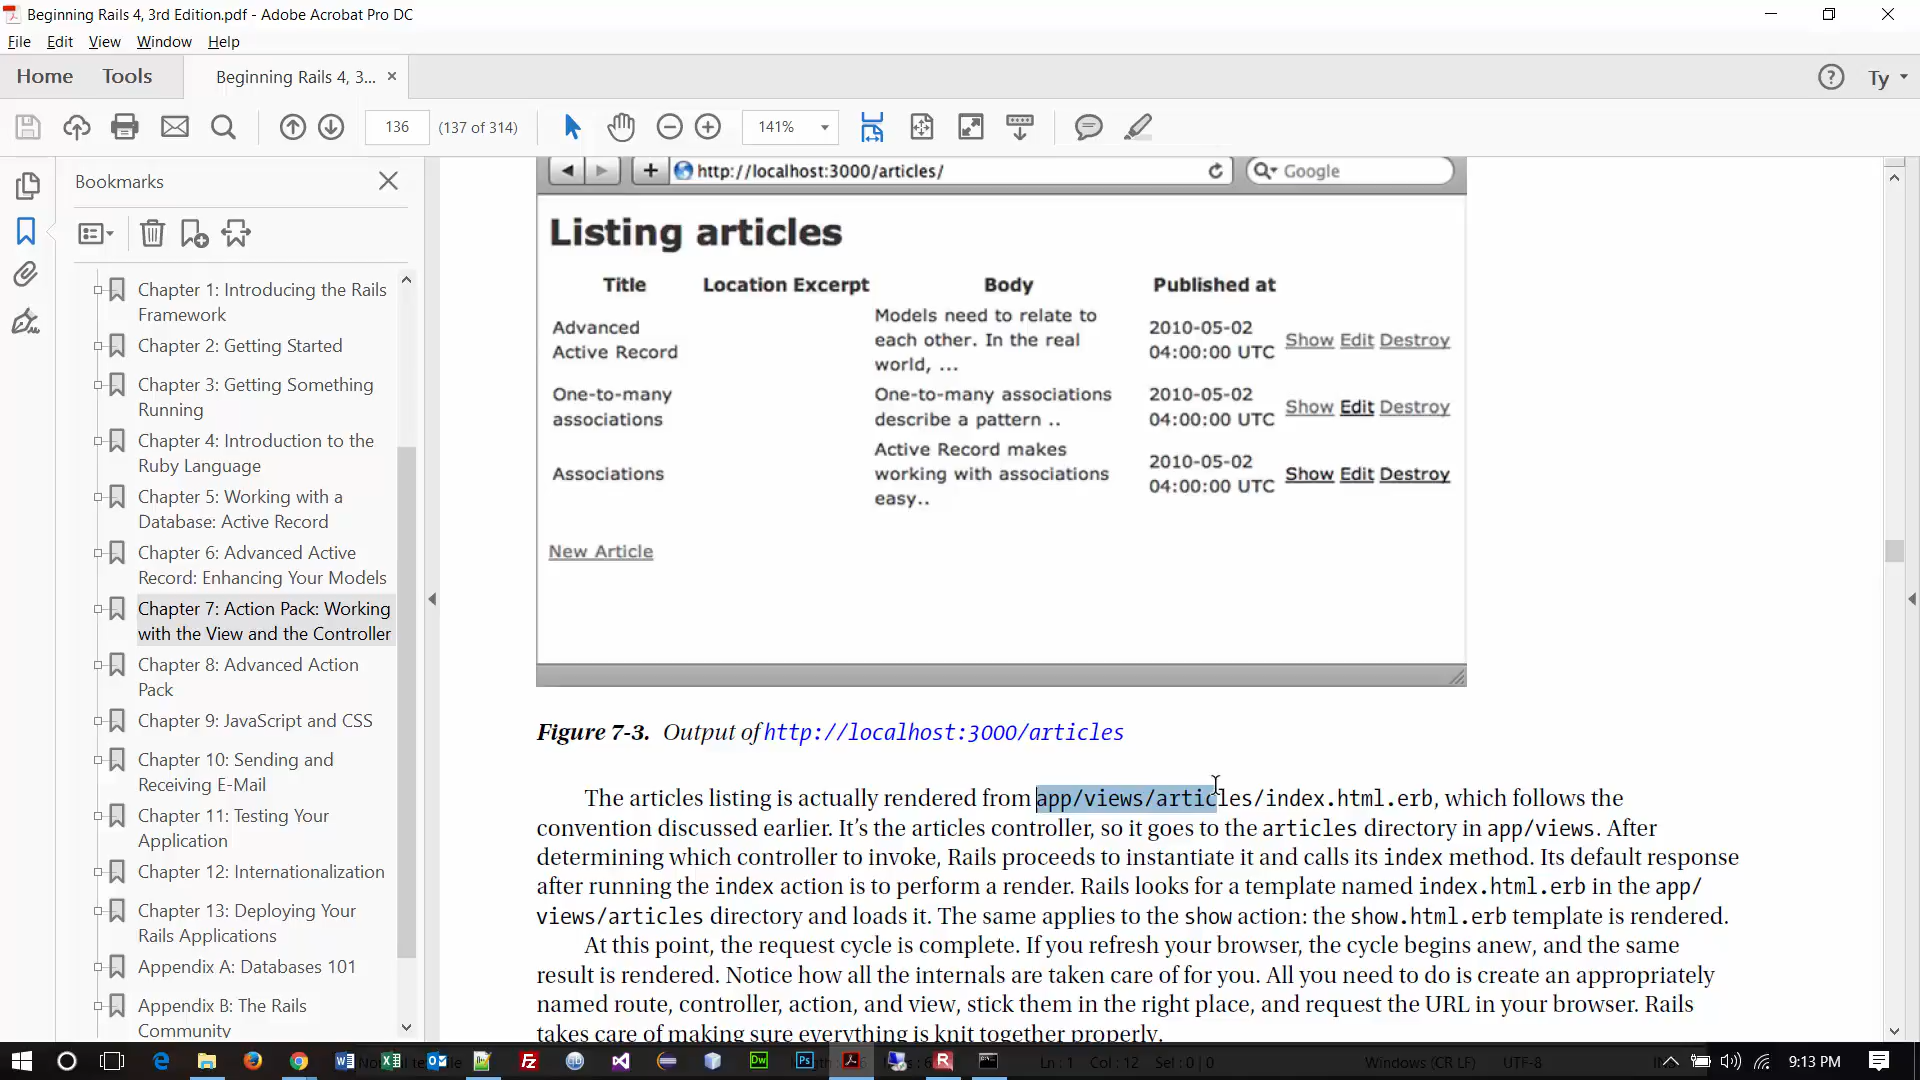 Beginning Rails 4, 3rd Edition.pdf - Adobe Acrobat Pro DC
File Edit View Window Help
Home Tools Beginning Rails 4, 3... × Ty
136 (137 of 314) 141%
Bookmarks
Chapter 1: Introducing the Rails
Framework
Chapter 2: Getting Started
Chapter 3: Getting Something
Running
Chapter 4: Introduction to the
Ruby Language
Chapter 5: Working with a
Database: Active Record
Chapter 6: Advanced Active
Record: Enhancing Your Models
Chapter 7: Action Pack: Working
with the View and the Controller
Chapter 8: Advanced Action
Pack
Chapter 9: JavaScript and CSS
Chapter 10: Sending and
Receiving E-Mail
Chapter 11: Testing Your
Application
Chapter 12: Internationalization
Chapter 13: Deploying Your
Rails Applications
Appendix A: Databases 101
Appendix B: The Rails
Community
http://localhost:3000/articles/ Google
Listing articles
Title Location Excerpt Body Published at
Advanced
Active Record
Models need to relate to
each other. In the real
world, ...
2010-05-02
04:00:00 UTC
Show Edit Destroy
One-to-many
associations
One-to-many associations
describe a pattern ..
2010-05-02
04:00:00 UTC
Show Edit Destroy
Associations
Active Record makes
working with associations
easy..
2010-05-02
04:00:00 UTC
Show Edit Destroy
New Article
Figure 7-3. Output of http://localhost:3000/articles
The articles listing is actually rendered from app/views/articles/index.html.erb, which follows the
convention discussed earlier. It’s the articles controller, so it goes to the articles directory in app/views. After
determining which controller to invoke, Rails proceeds to instantiate it and calls its index method. Its default response
after running the index action is to perform a render. Rails looks for a template named index.html.erb in the app/
views/articles directory and loads it. The same applies to the show action: the show.html.erb template is rendered.
At this point, the request cycle is complete. If you refresh your browser, the cycle begins anew, and the same
result is rendered. Notice how all the internals are taken care of for you. All you need to do is create an appropriately
named route, controller, action, and view, stick them in the right place, and request the URL in your browser. Rails
takes care of making sure everything is knit together properly.
Ln : 1 Col : 12 Sel : 0 | 0 Windows (CR LF) UTF-8
9:13 PM